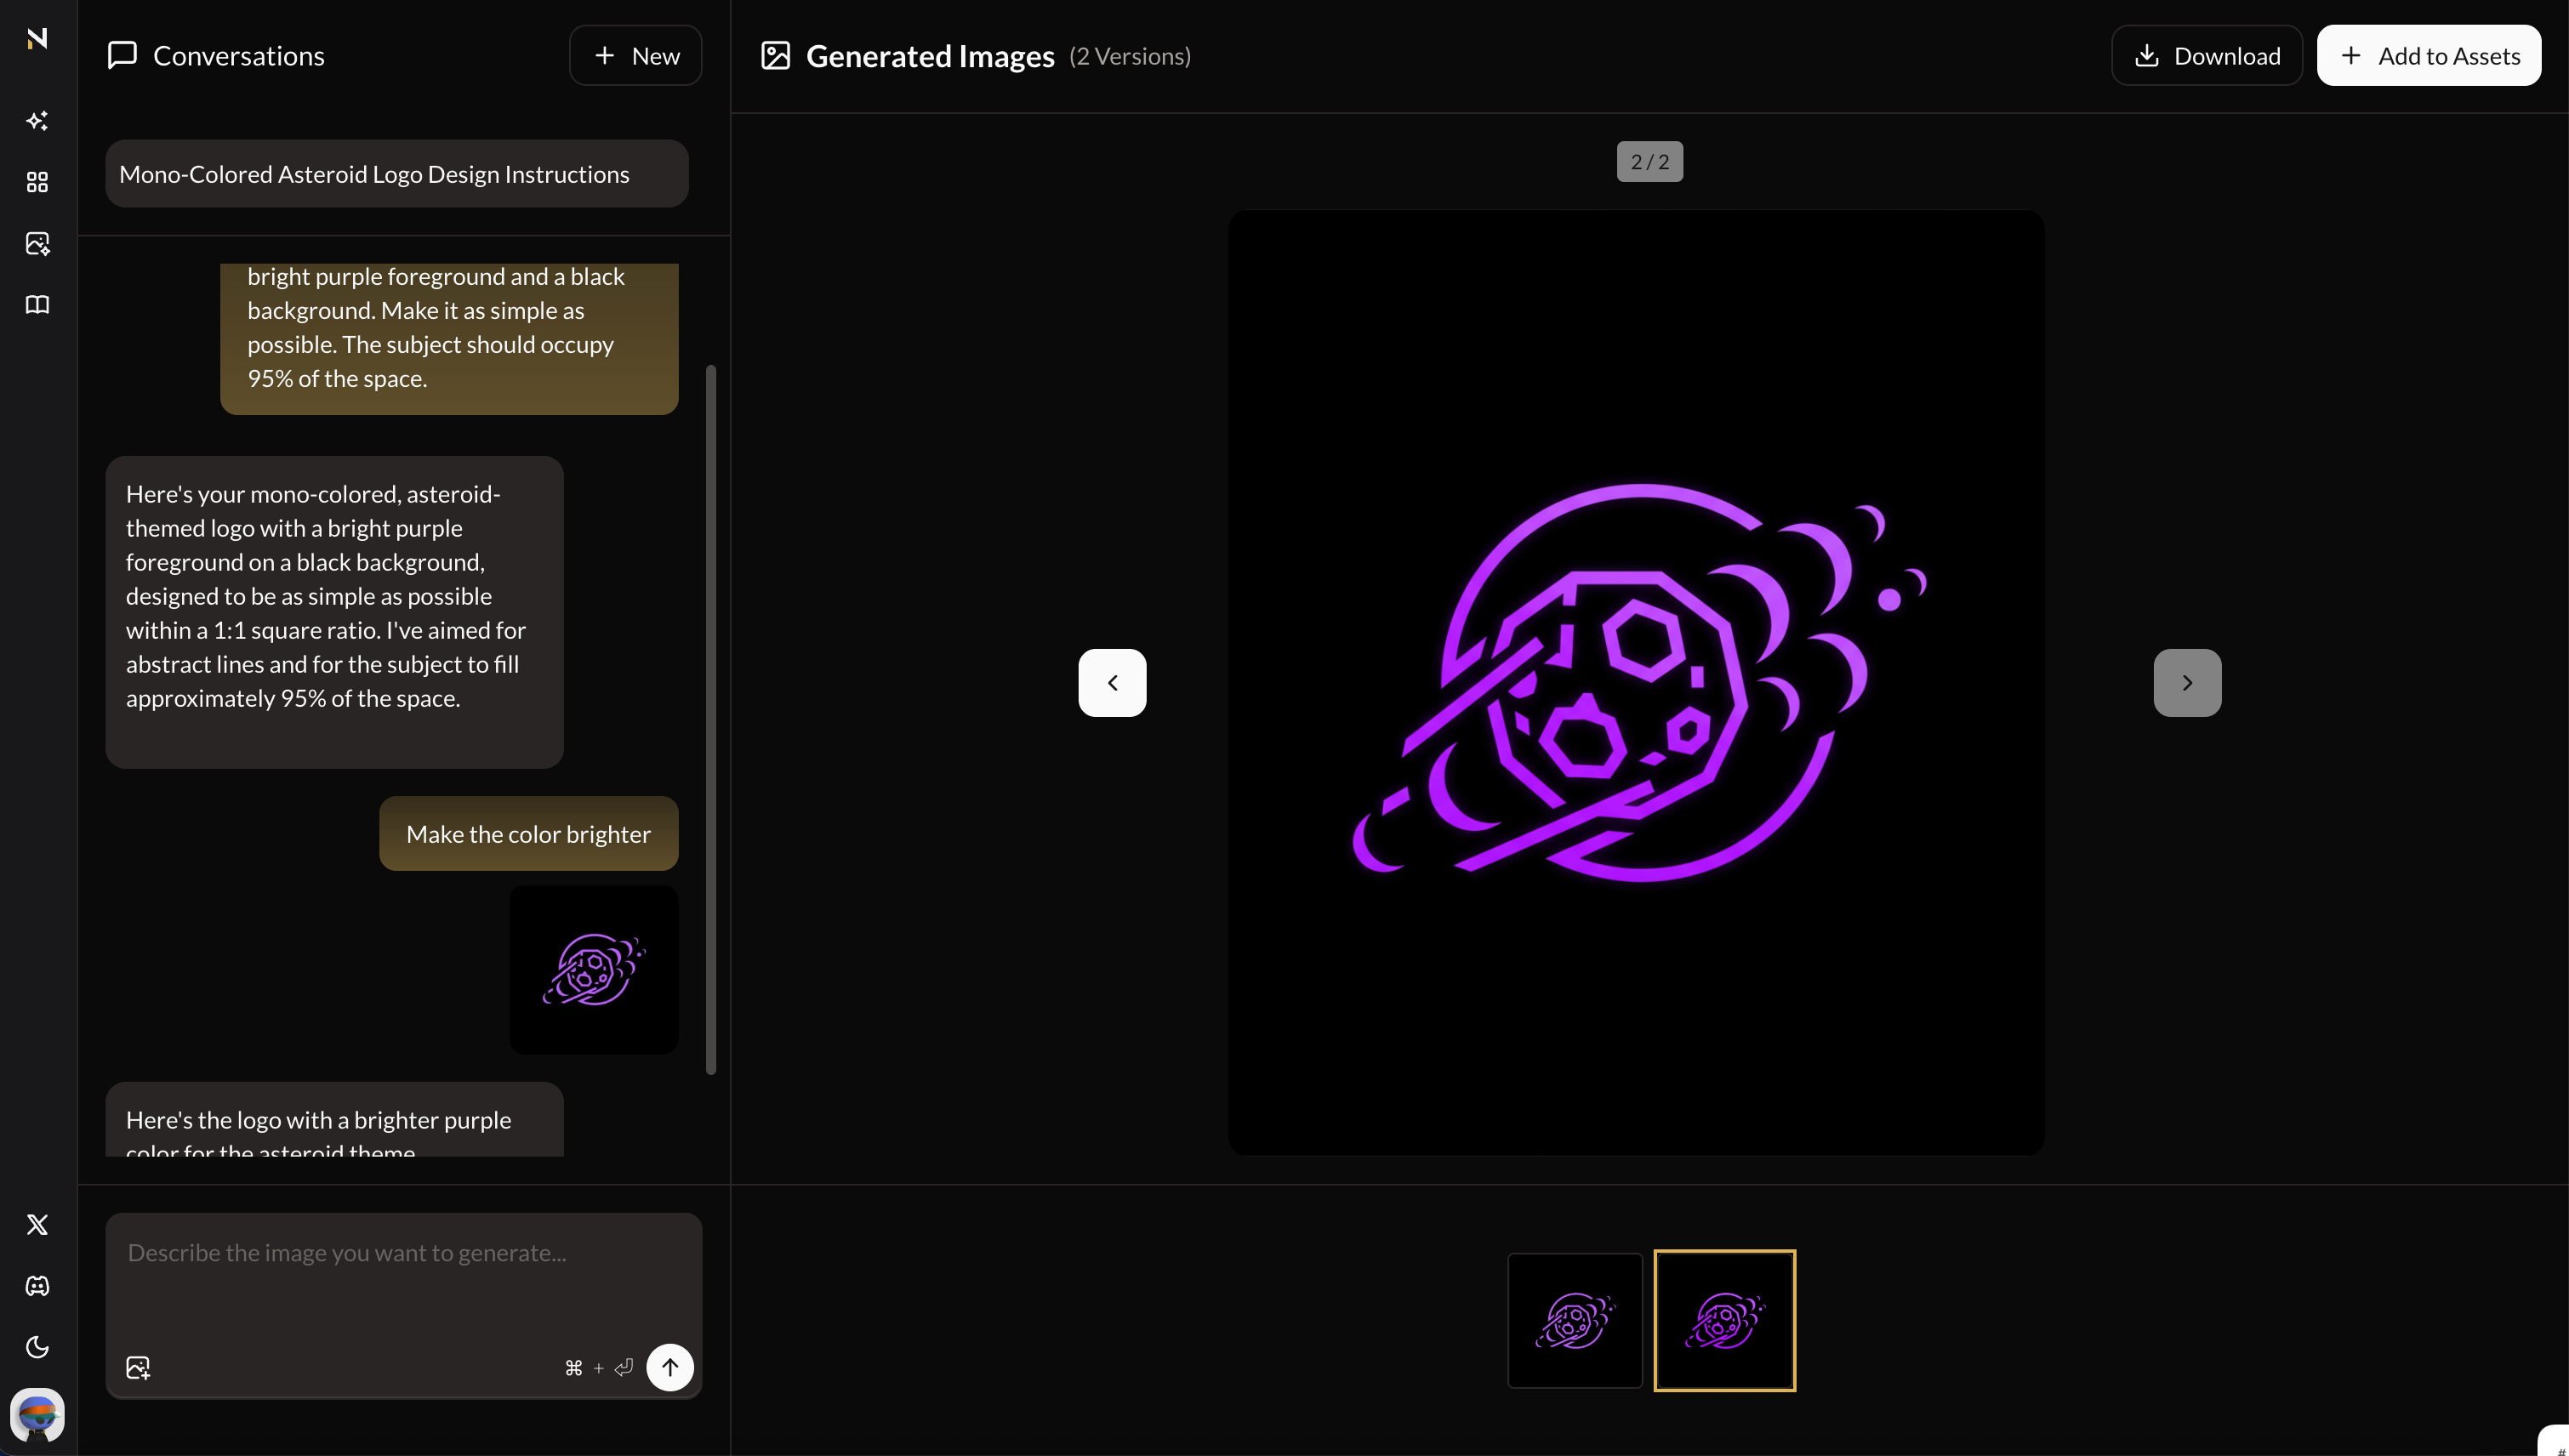 Conversations
New
Generated Images (2 Versions)
Download
Add to Assets
Mono-Colored Asteroid Logo Design Instructions
2 / 2
bright purple foreground and a black
background. Make it as simple as
possible. The subject should occupy
95% of the space.
Here's your mono-colored, asteroid-
themed logo with a bright purple
foreground on a black background,
designed to be as simple as possible
within a 1:1 square ratio. I've aimed for
abstract lines and for the subject to fill
approximately 95% of the space.
Make the color brighter
Here's the logo with a brighter purple
color for the asteroid theme
Describe the image you want to generate...
⌘ + ⏎